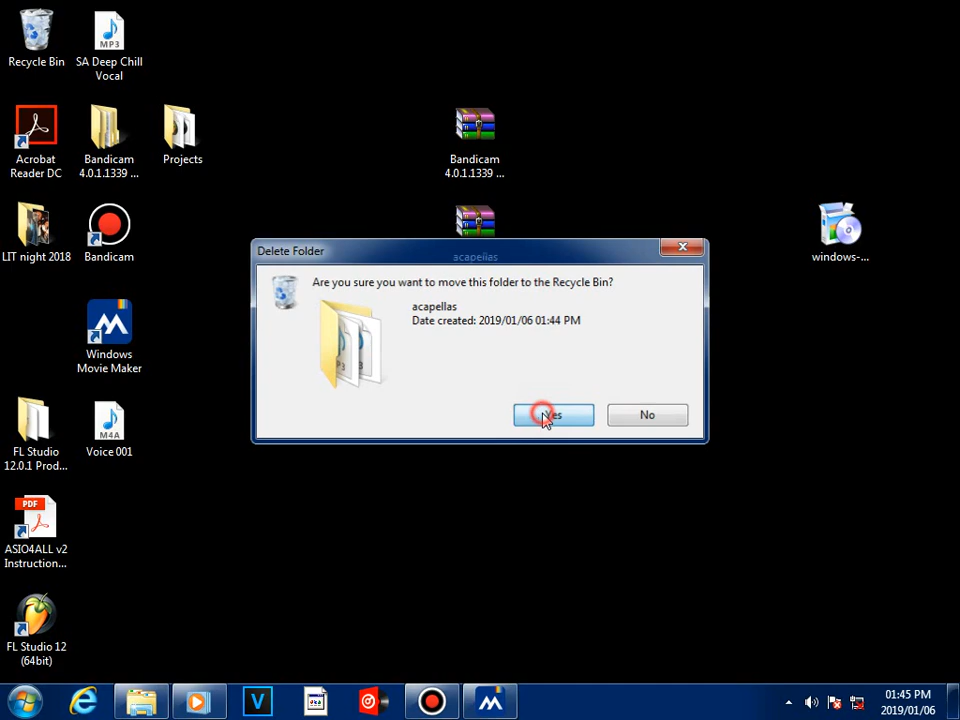 Recycle Bin
SA Deep Chill
Vocal
MP3
Acrobat
Reader DC
Bandicam
4.0.1.1339 ...
Projects
Bandicam
4.0.1.1339 ...
LIT night 2018
Bandicam
acapellas
windows-...
Delete Folder
Are you sure you want to move this folder to the Recycle Bin?
acapellas
Date created: 2019/01/06 01:44 PM
Yes
No
Windows
Movie Maker
FL Studio
12.0.1 Prod...
M4A
Voice 001
PDF
ASIO4ALL v2
Instruction...
FL Studio 12
(64bit)
V
01:45 PM
2019/01/06